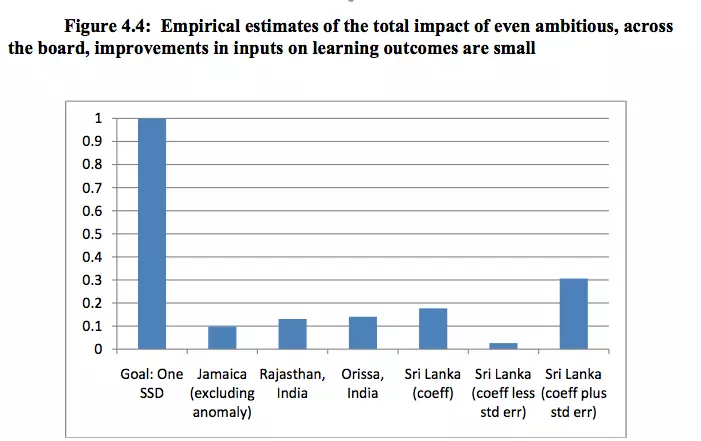 Figure 4.4: Empirical estimates of the total impact of even ambitious, across
the board, improvements in inputs on learning outcomes are small
1
0.9
0.8
0.7
0.6
0.5
0.4
0.3
0.2
0.1
0
Goal: One SSD
Jamaica (excluding anomaly)
Rajasthan, India
Orissa, India
Sri Lanka (coeff)
Sri Lanka (coeff less std err)
Sri Lanka (coeff plus std err)